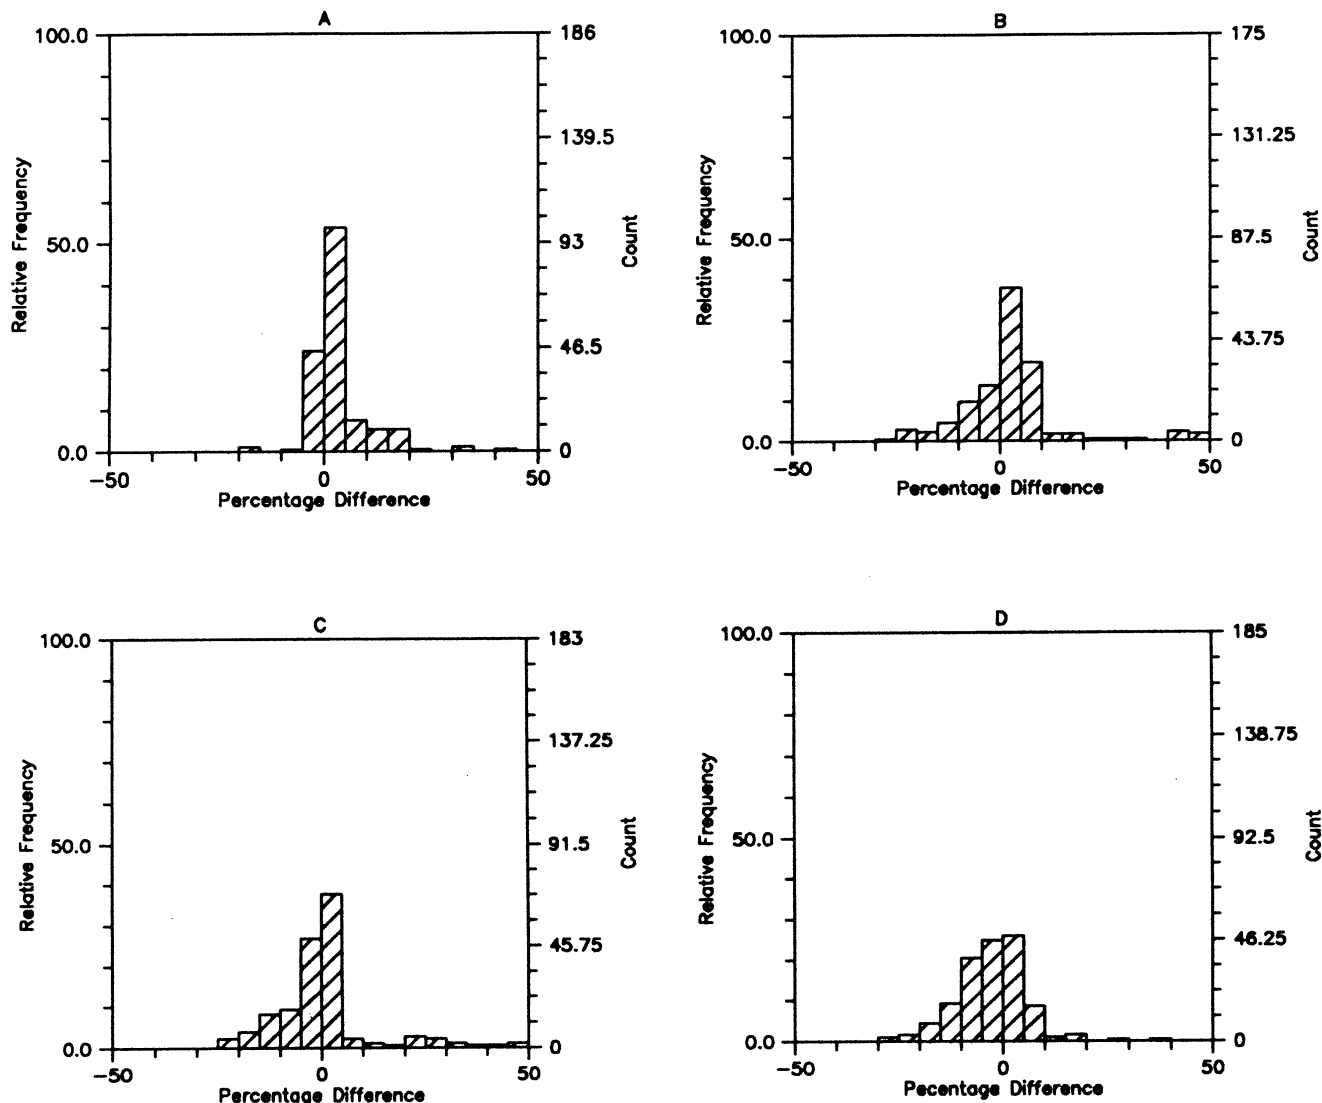 A
100.0
50.0
0.0
186
139.5
93
46.5
0
−50
0
50
Relative Frequency
Count
Percentage Difference
B
100.0
50.0
0.0
175
131.25
87.5
43.75
0
−50
0
50
Relative Frequency
Count
Percentage Difference
C
100.0
50.0
0.0
183
137.25
91.5
45.75
0
−50
0
50
Relative Frequency
Count
Percentage Difference
D
100.0
50.0
0.0
185
138.75
92.5
46.25
0
−50
0
50
Relative Frequency
Count
Pecentage Difference